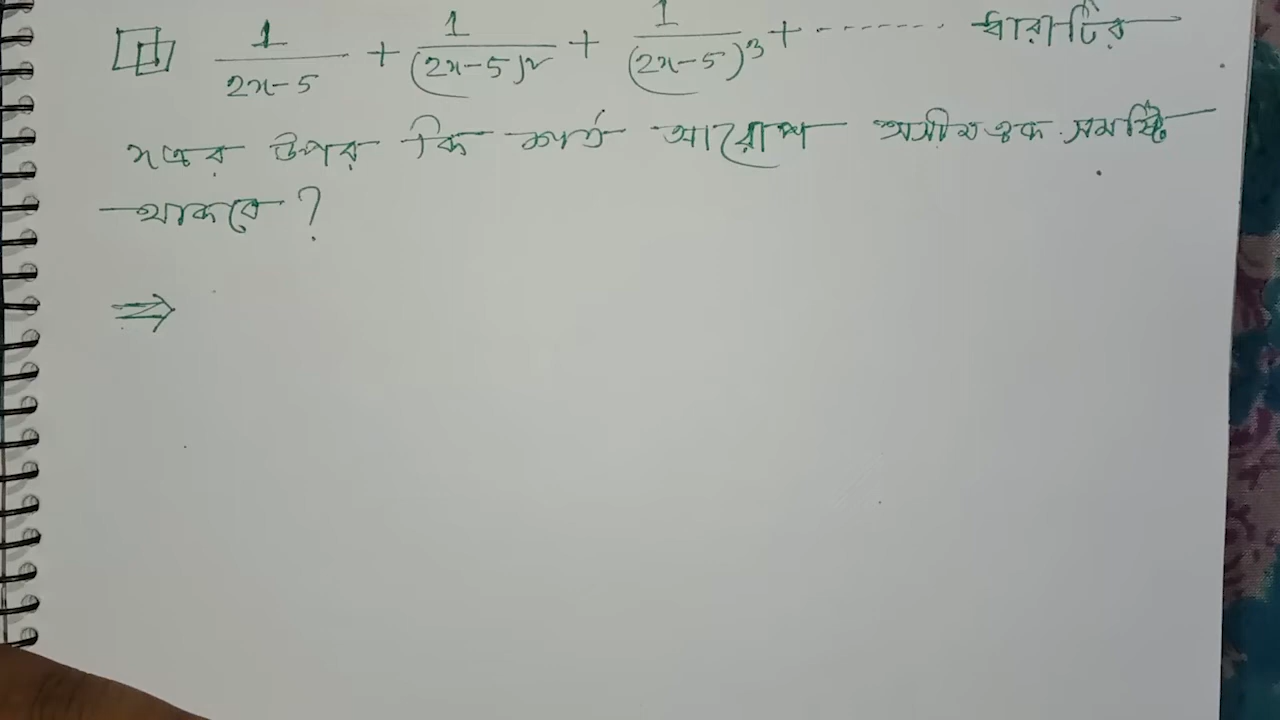 1/(2x-5) + 1/(2x-5)² + 1/(2x-5)³ + ------- ধারাটির
x এর উপর কি শর্ত আরোপ অসীমতক সমষ্টি
থাকবে ?
⇒